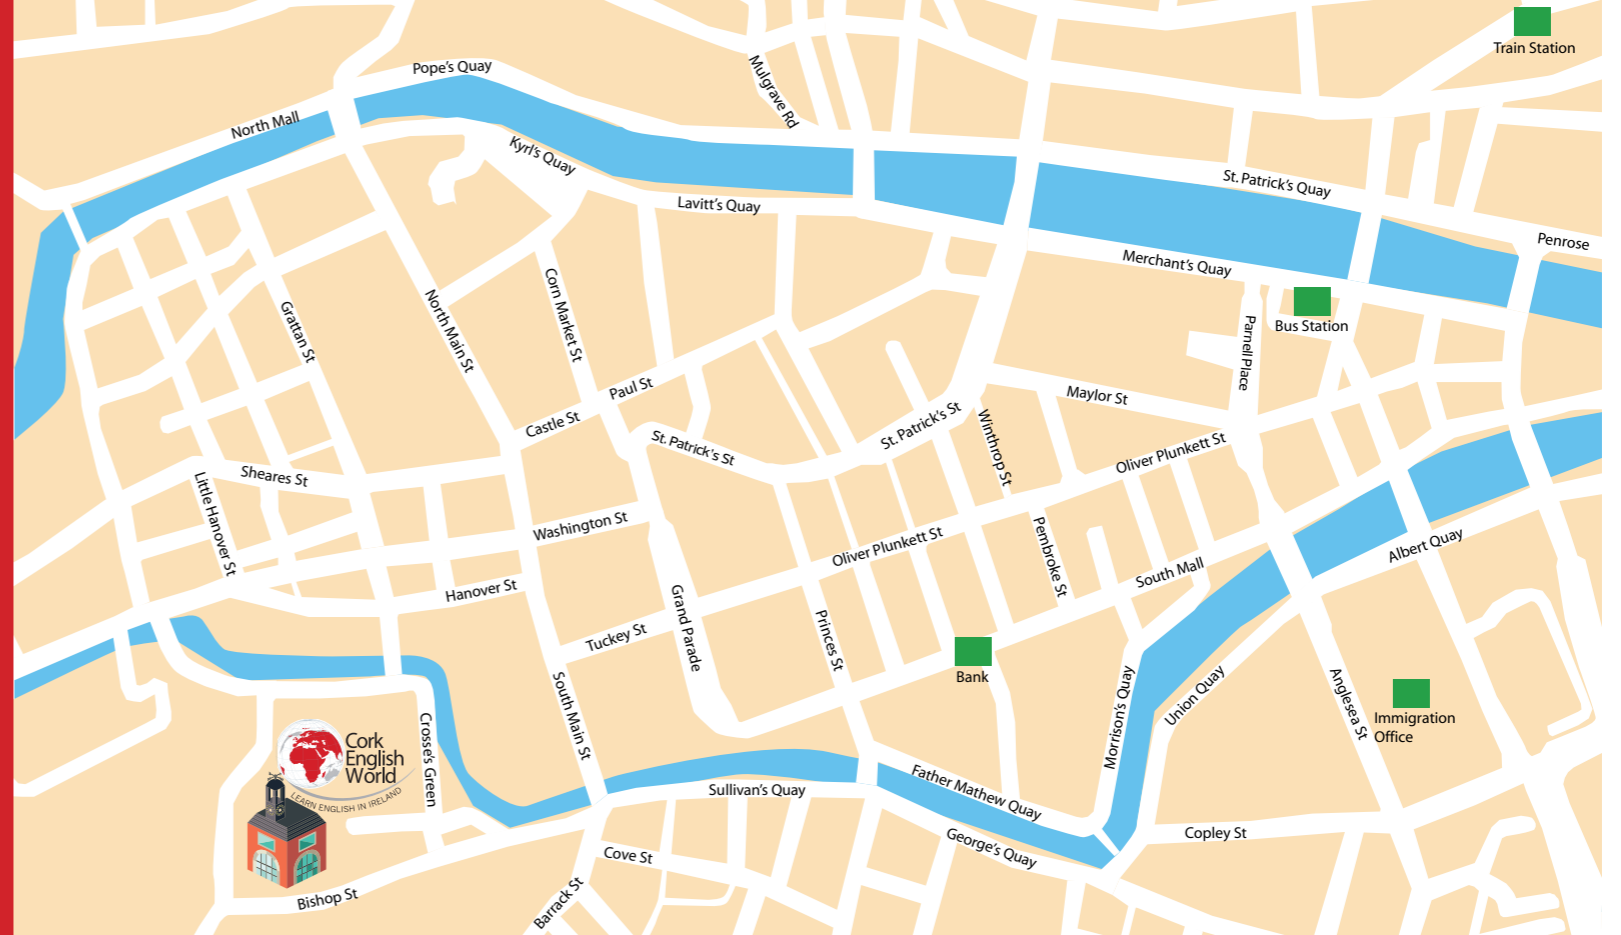 Train Station
Pope's Quay
Mulgrave Rd
North Mall
Kyrl's Quay
Lavitt's Quay
St. Patrick's Quay
Penrose
Merchant's Quay
Bus Station
Parnell Place
Corn Market St
North Main St
Grattan St
Paul St
Castle St
Maylor St
St. Patrick's St
St. Patrick's St
Winthrop St
Oliver Plunkett St
Sheares St
Little Hanover St
Washington St
Oliver Plunkett St
Pembroke St
South Mall
Albert Quay
Hanover St
Grand Parade
Tuckey St
Princes St
Bank
South Main St
Morrison's Quay
Union Quay
Anglesea St
Immigration
Office
Crosse's Green
Cork
English
World
LEARN ENGLISH IN IRELAND
Sullivan's Quay
Father Mathew Quay
George's Quay
Copley St
Cove St
Barrack St
Bishop St